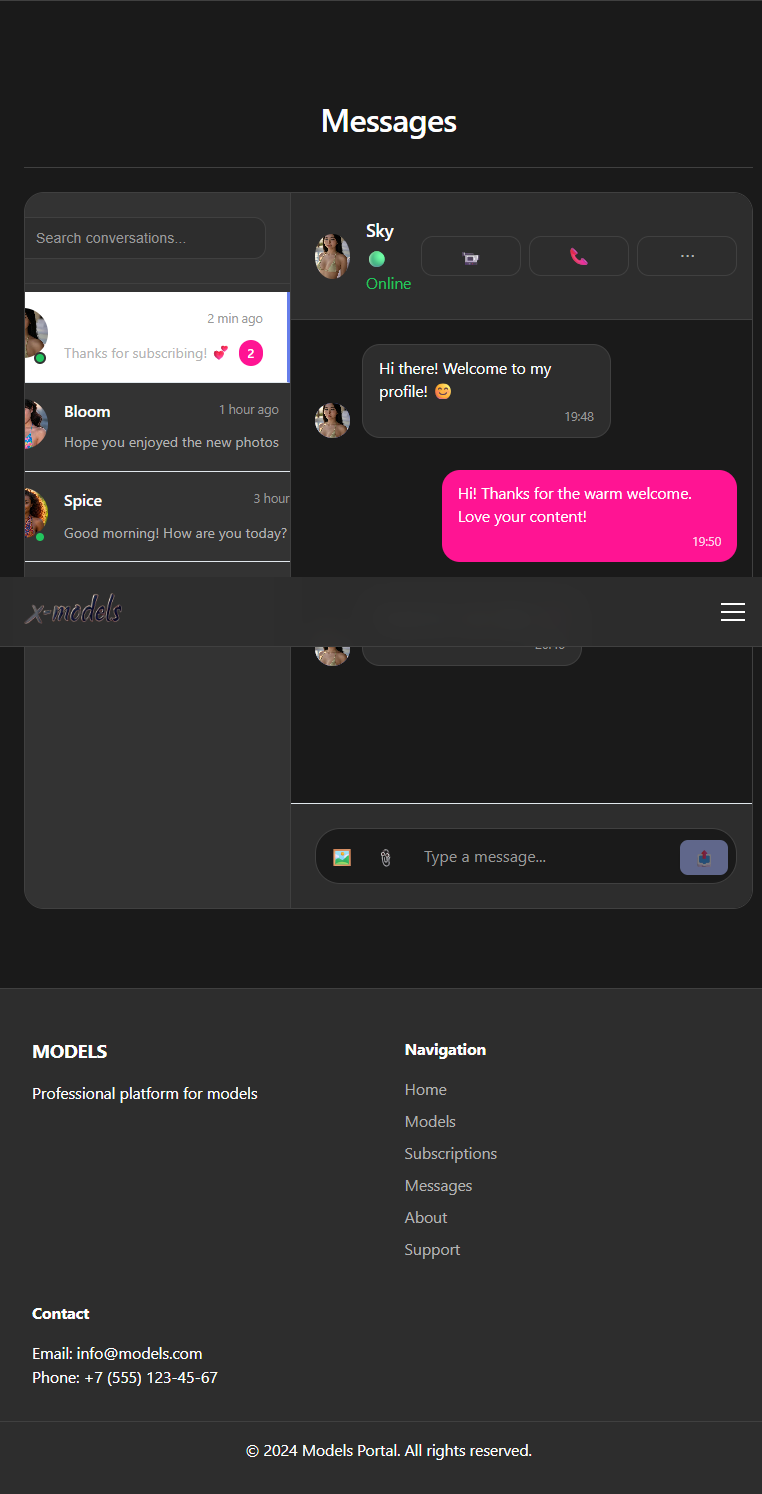 Messages
Search conversations...
2 min ago
Thanks for subscribing! 💕 2
Bloom 1 hour ago
Hope you enjoyed the new photos
Spice 3 hour
Good morning! How are you today?
Sky
Online
...
Hi there! Welcome to my
profile! 😊
19:48
Hi! Thanks for the warm welcome.
Love your content!
19:50
x-models
Type a message...
MODELS
Professional platform for models
Navigation
Home
Models
Subscriptions
Messages
About
Support
Contact
Email: info@models.com
Phone: +7 (555) 123-45-67
© 2024 Models Portal. All rights reserved.